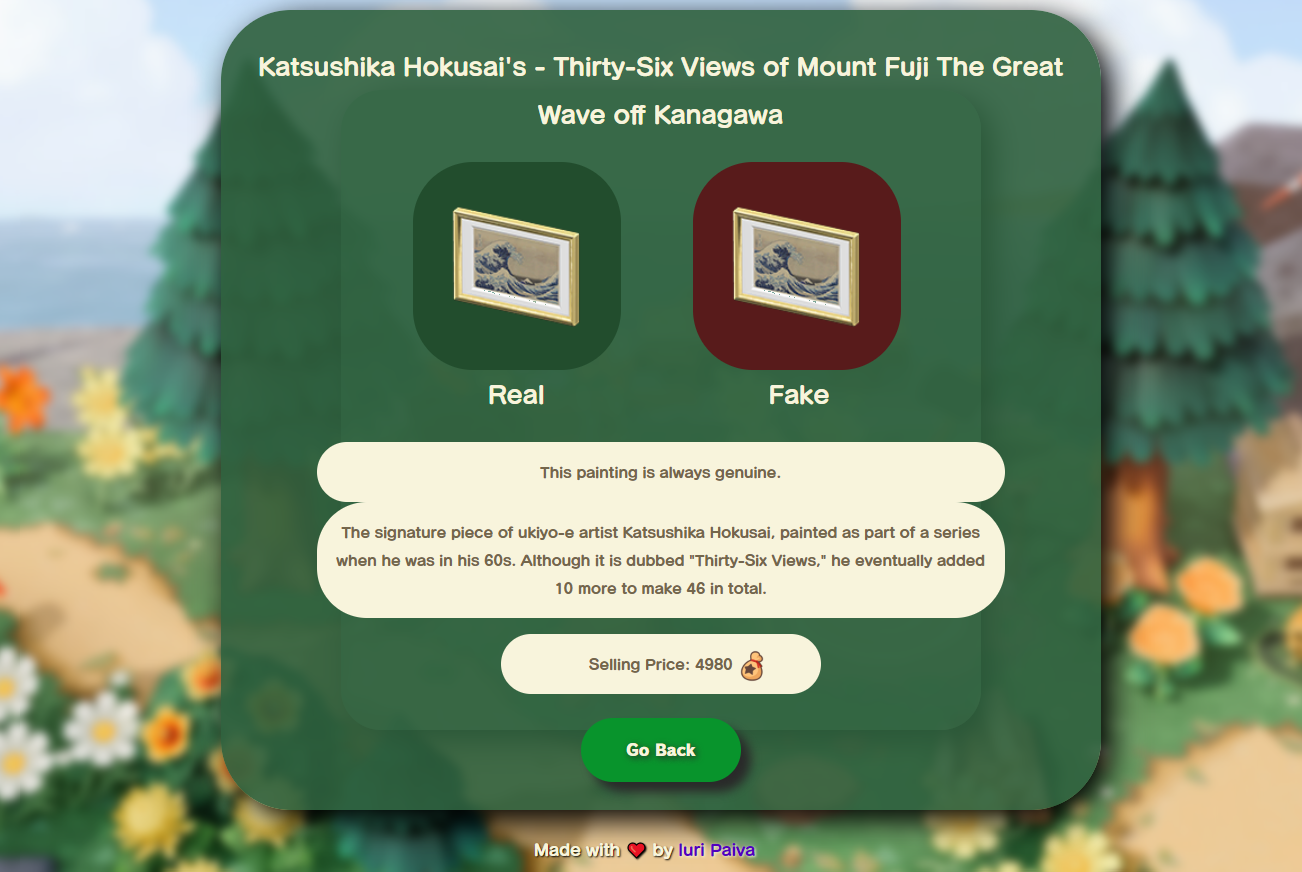 Katsushika Hokusai's - Thirty-Six Views of Mount Fuji The Great
Wave off Kanagawa
Real
Fake
This painting is always genuine.
The signature piece of ukiyo-e artist Katsushika Hokusai, painted as part of a series
when he was in his 60s. Although it is dubbed "Thirty-Six Views," he eventually added
10 more to make 46 in total.
Selling Price: 4980
Go Back
Made with ❤️ by Iuri Paiva